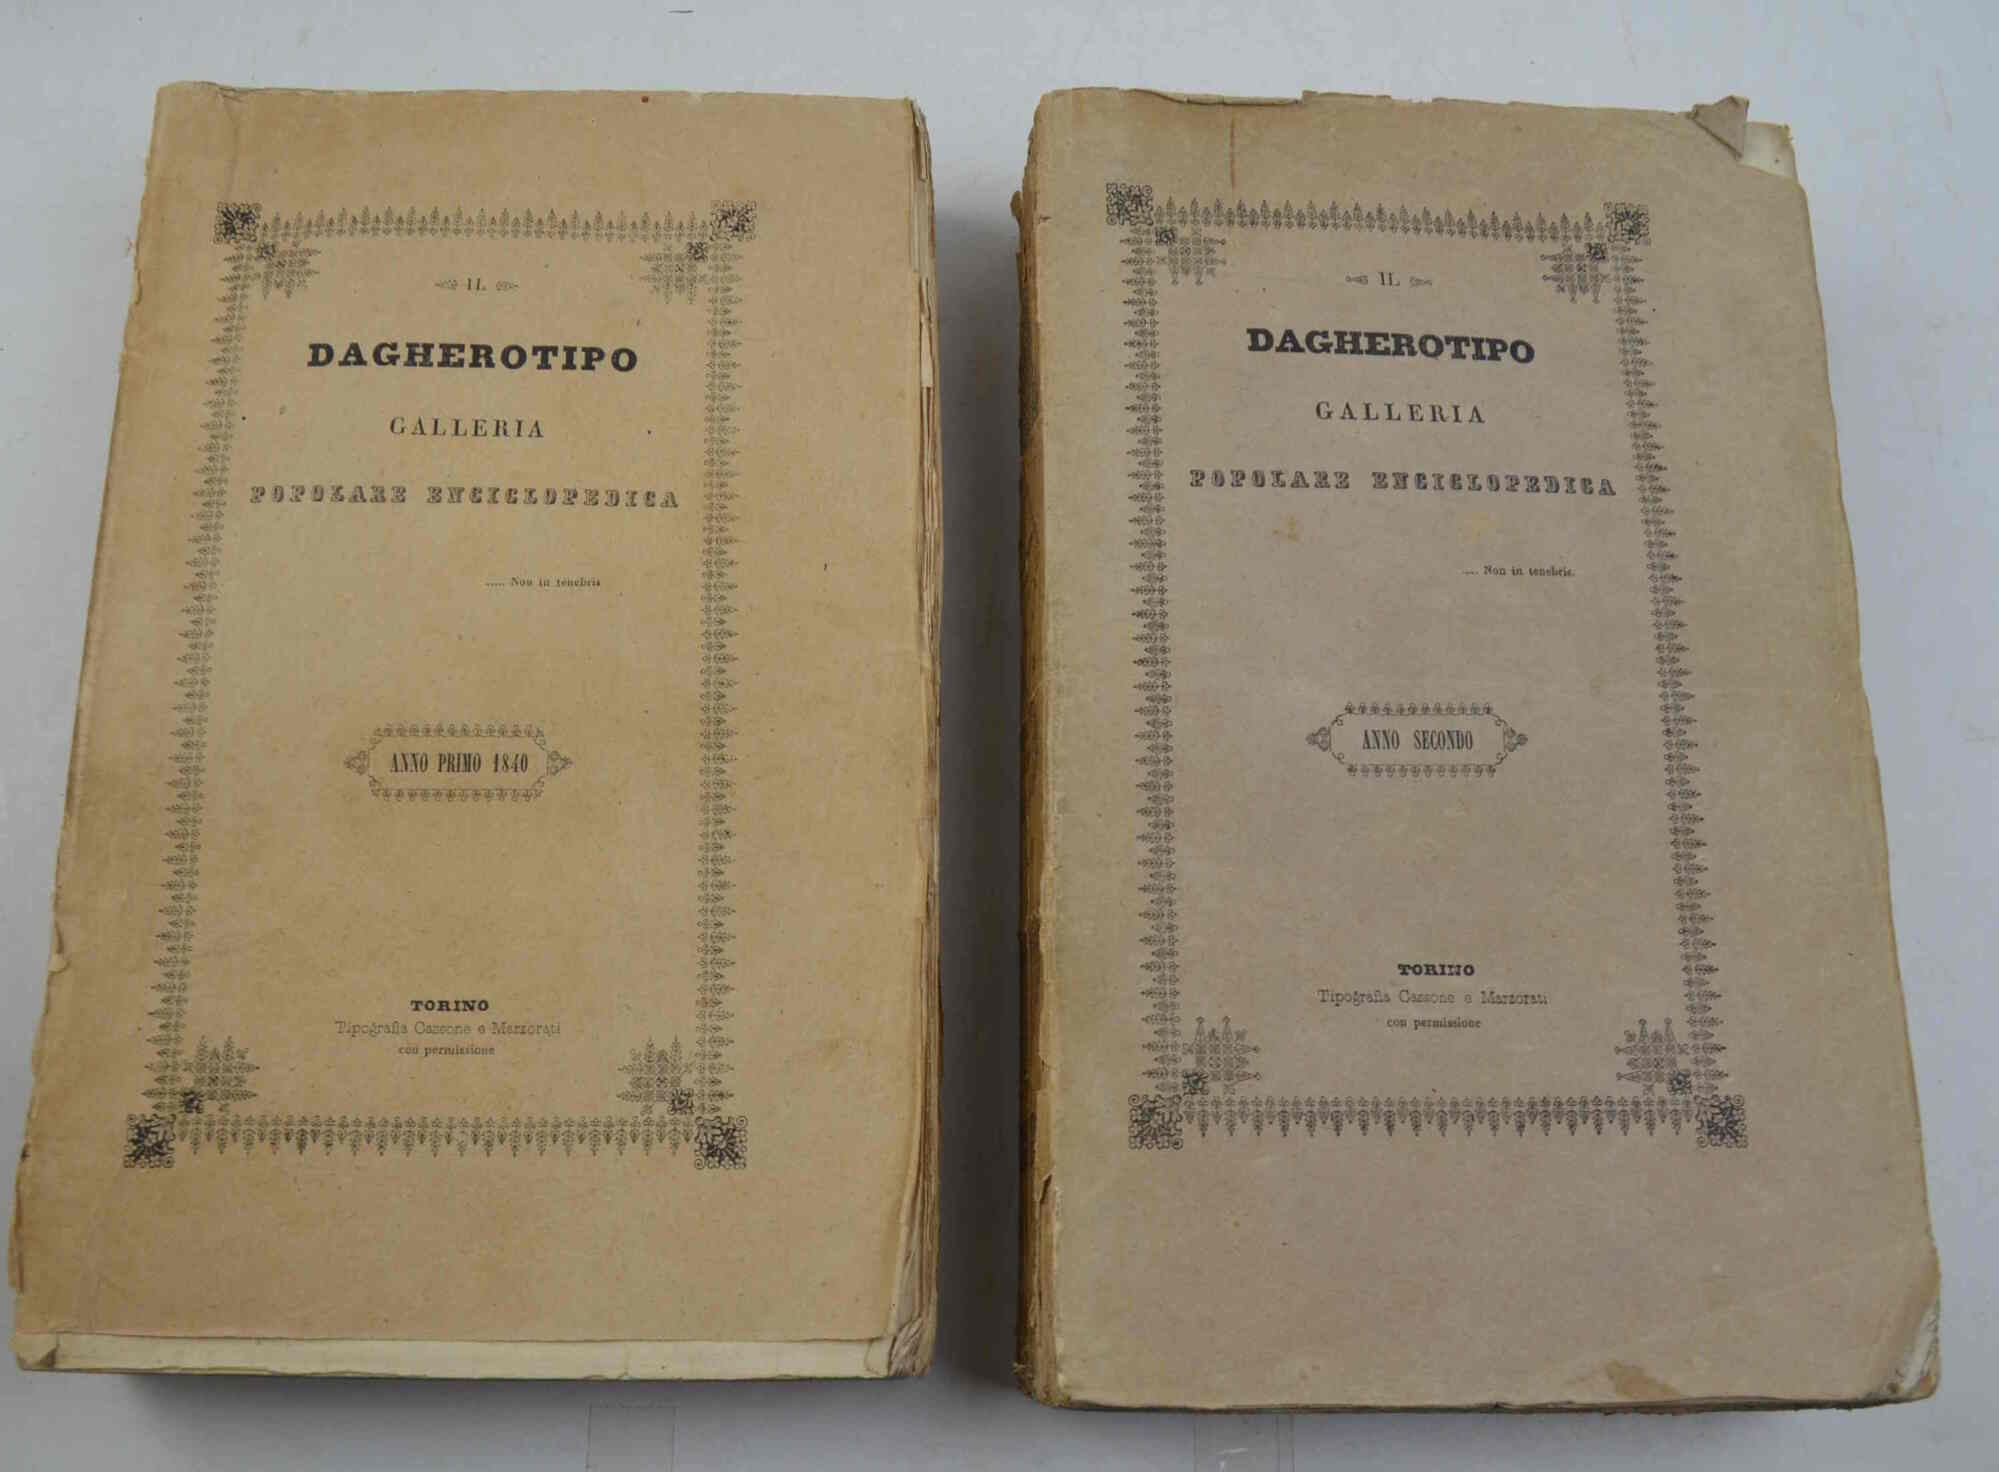 IL
DAGHEROTIPO
GALLERIA
POPOLARE ENCICLOPEDICA
..... Non in tenebris
ANNO PRIMO 1840
TORINO
Tipografia Cassone e Marzorati
con permissione
IL
DAGHEROTIPO
GALLERIA
POPOLARE ENCICLOPEDICA
.... Non in tenebris.
ANNO SECONDO
TORINO
Tipografia Cassone e Marzorati
con permissione